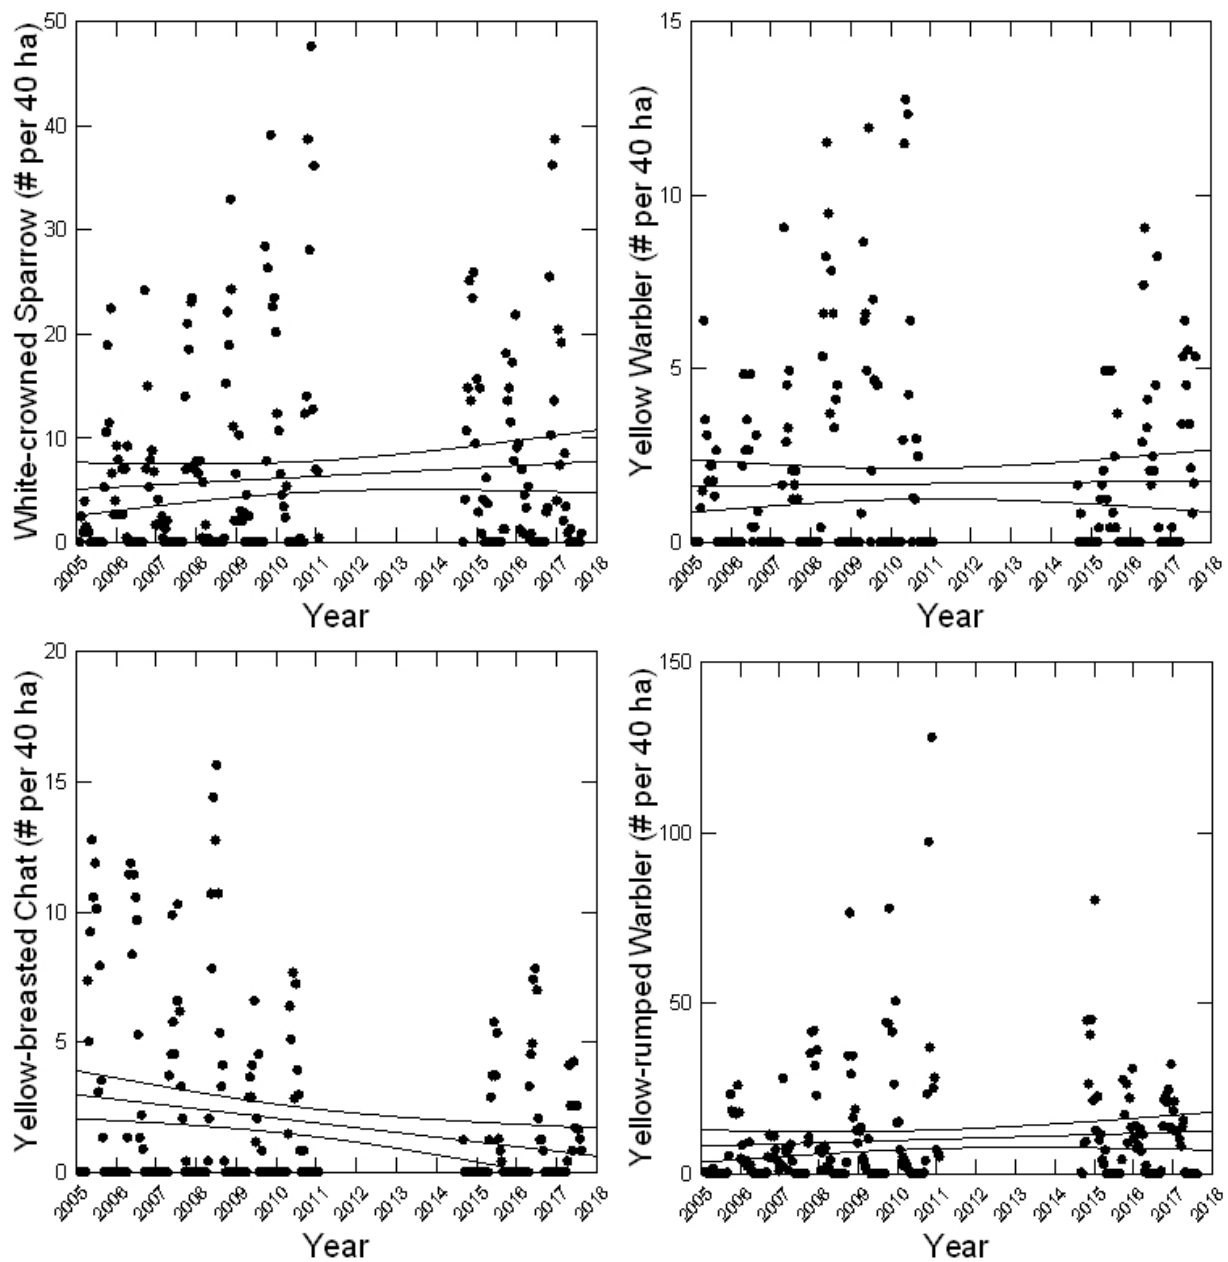 White-crowned Sparrow (# per 40 ha)
50
40
30
20
10
0
2005 2006 2007 2008 2009 2010 2011 2012 2013 2014 2015 2016 2017 2018
Year
Yellow Warbler (# per 40 ha)
15
10
5
0
2005 2006 2007 2008 2009 2010 2011 2012 2013 2014 2015 2016 2017 2018
Year
Yellow-breasted Chat (# per 40 ha)
20
15
10
5
0
2005 2006 2007 2008 2009 2010 2011 2012 2013 2014 2015 2016 2017 2018
Year
Yellow-rumped Warbler (# per 40 ha)
150
100
50
0
2005 2006 2007 2008 2009 2010 2011 2012 2013 2014 2015 2016 2017 2018
Year